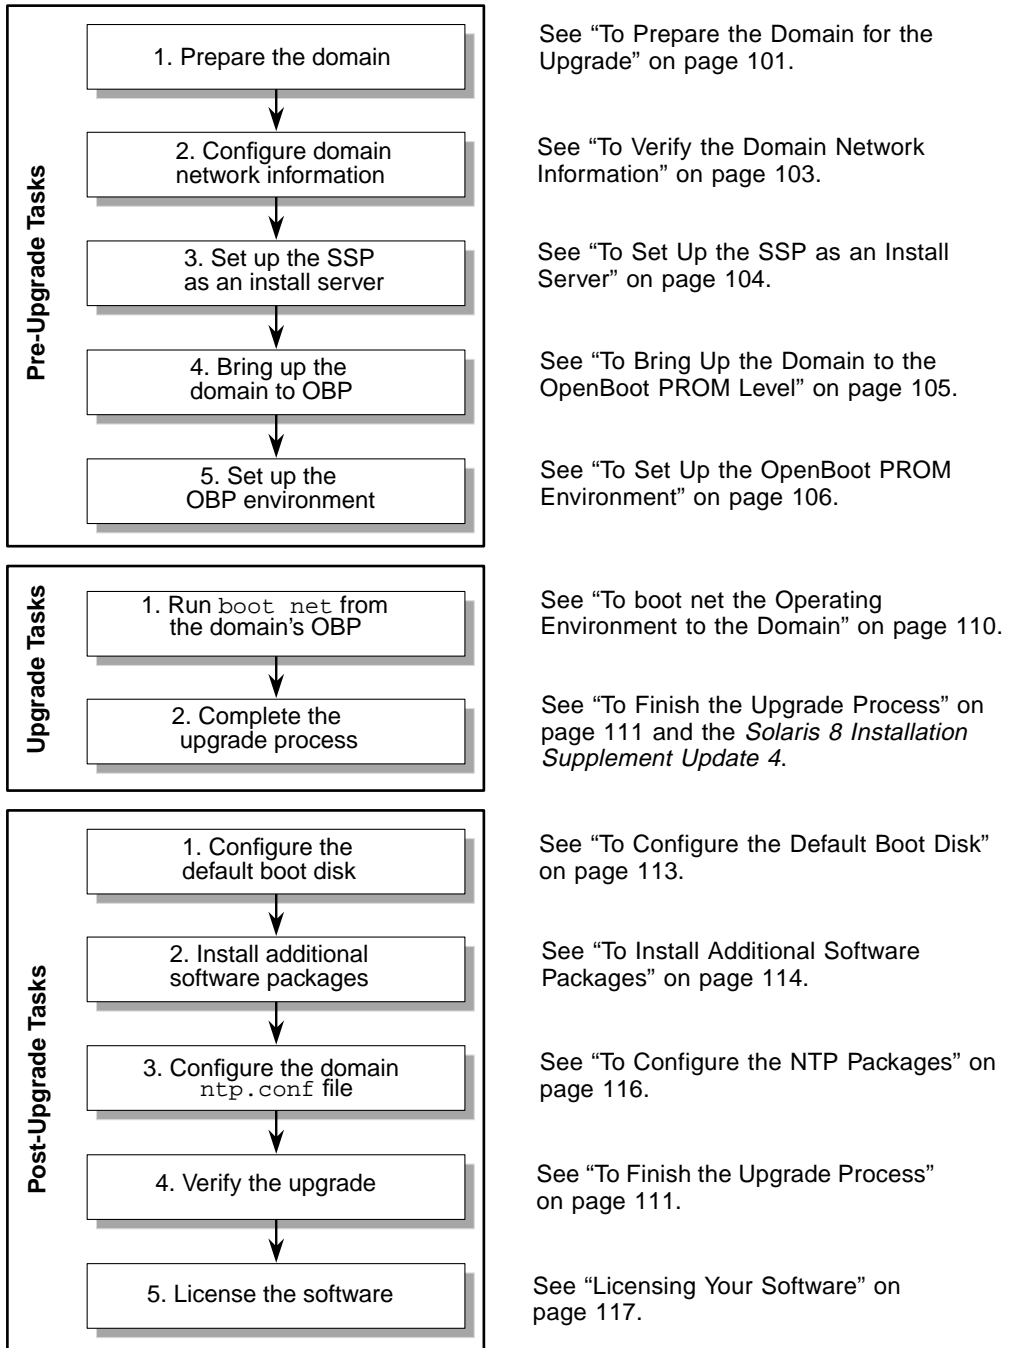 Pre-Upgrade Tasks
1. Prepare the domain
See “To Prepare the Domain for the
Upgrade” on page 101.
2. Configure domain
network information
See “To Verify the Domain Network
Information” on page 103.
3. Set up the SSP
as an install server
See “To Set Up the SSP as an Install
Server” on page 104.
4. Bring up the
domain to OBP
See “To Bring Up the Domain to the
OpenBoot PROM Level” on page 105.
5. Set up the
OBP environment
See “To Set Up the OpenBoot PROM
Environment” on page 106.
Upgrade Tasks
1. Run boot net from
the domain’s OBP
See “To boot net the Operating
Environment to the Domain” on page 110.
2. Complete the
upgrade process
See “To Finish the Upgrade Process” on
page 111 and the Solaris 8 Installation
Supplement Update 4.
Post-Upgrade Tasks
1. Configure the
default boot disk
See “To Configure the Default Boot Disk”
on page 113.
2. Install additional
software packages
See “To Install Additional Software
Packages” on page 114.
3. Configure the domain
ntp.conf file
See “To Configure the NTP Packages” on
page 116.
4. Verify the upgrade
See “To Finish the Upgrade Process”
on page 111.
5. License the software
See “Licensing Your Software” on
page 117.